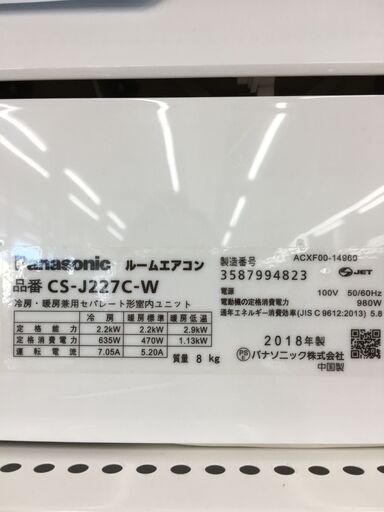 Panasonic ルームエアコン
品番 CS-J227C-W
冷房・暖房兼用セパレート形室内ユニット
冷房 暖房標準 暖房低温
定格能力 2.2kW 2.2kW 2.9kW
定格消費電力 635W 470W 1.13kW
運転電流 7.05A 5.20A
質量 8 kg
ACXF00-14960
製造番号
3587994823
JET
電源 100V 50/60Hz
電動機の定格消費電力 980W
通年エネルギー消費効率(JIS C 9612:2013) 5.8
2018年製
PS E パナソニック株式会社
中国製